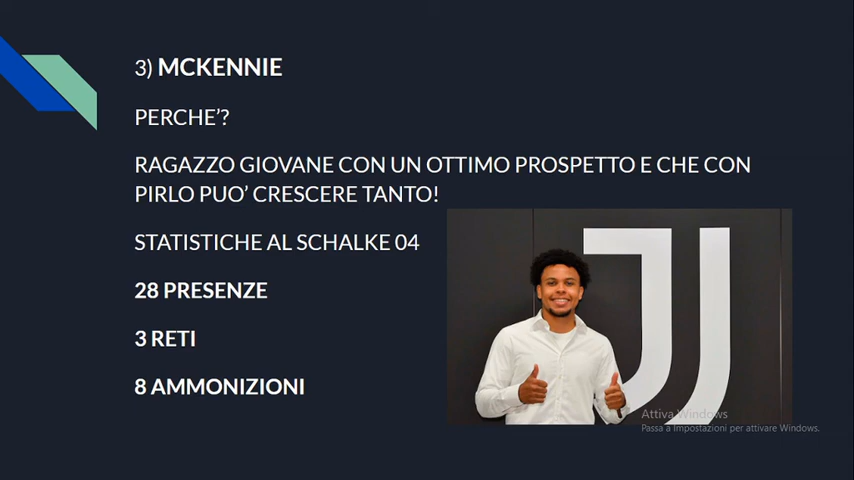 3) MCKENNIE
PERCHE'?
RAGAZZO GIOVANE CON UN OTTIMO PROSPETTO E CHE CON
PIRLO PUO' CRESCERE TANTO!
STATISTICHE AL SCHALKE 04
28 PRESENZE
3 RETI
8 AMMONIZIONI
Attiva Windows
Passa a Impostazioni per attivare Windows.